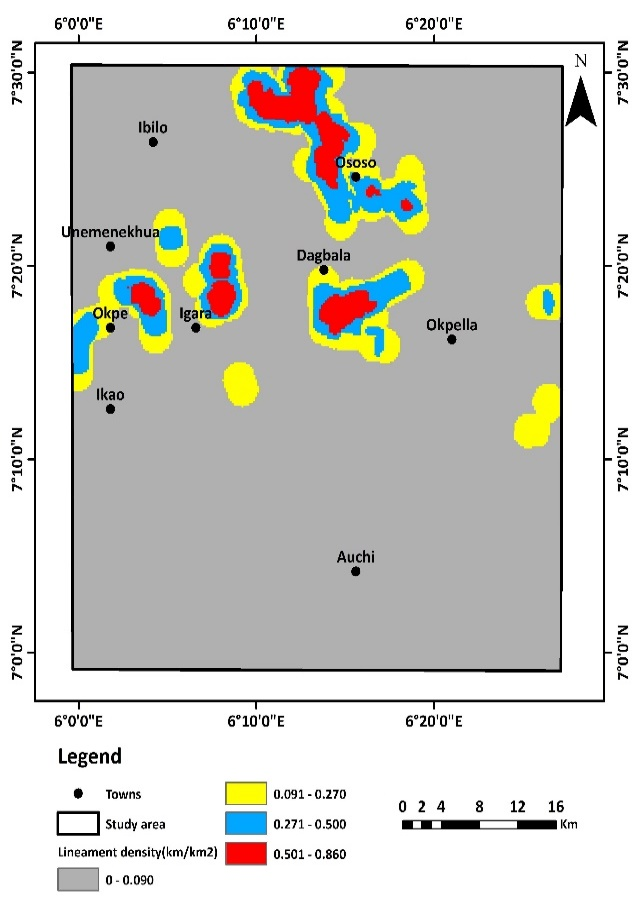 6°0'0"E 6°10'0"E 6°20'0"E
N
7°30'0"N 7°30'0"N
Ibilo
Ososo
Unemenekhua
Dagbala
7°20'0"N 7°20'0"N
Okpe Igara
Okpella
Ikao
7°10'0"N 7°10'0"N
Auchi
7°0'0"N 7°0'0"N
6°0'0"E 6°10'0"E 6°20'0"E
Legend
Towns
Study area
Lineament density(km/km2)
0 - 0.090
0.091 - 0.270
0.271 - 0.500
0.501 - 0.860
0 2 4 8 12 16
Km